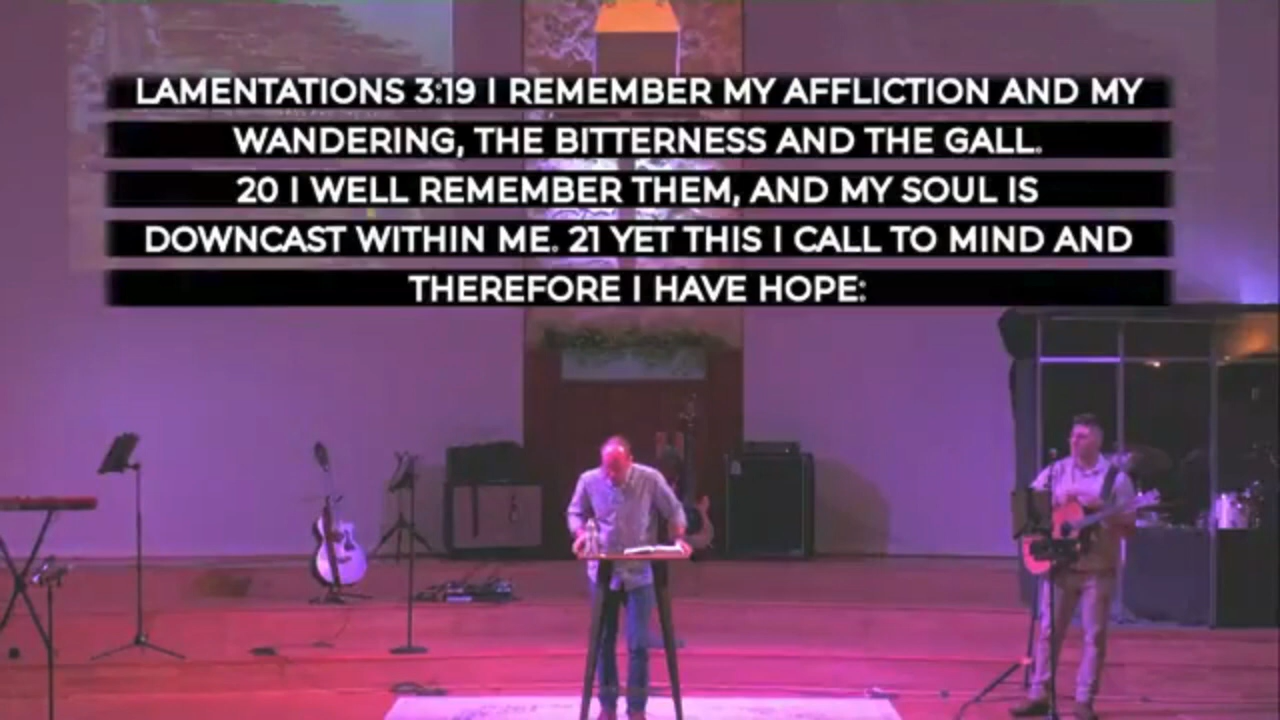 LAMENTATIONS 3:19 I REMEMBER MY AFFLICTION AND MY
WANDERING, THE BITTERNESS AND THE GALL.
20 I WELL REMEMBER THEM, AND MY SOUL IS
DOWNCAST WITHIN ME. 21 YET THIS I CALL TO MIND AND
THEREFORE I HAVE HOPE: